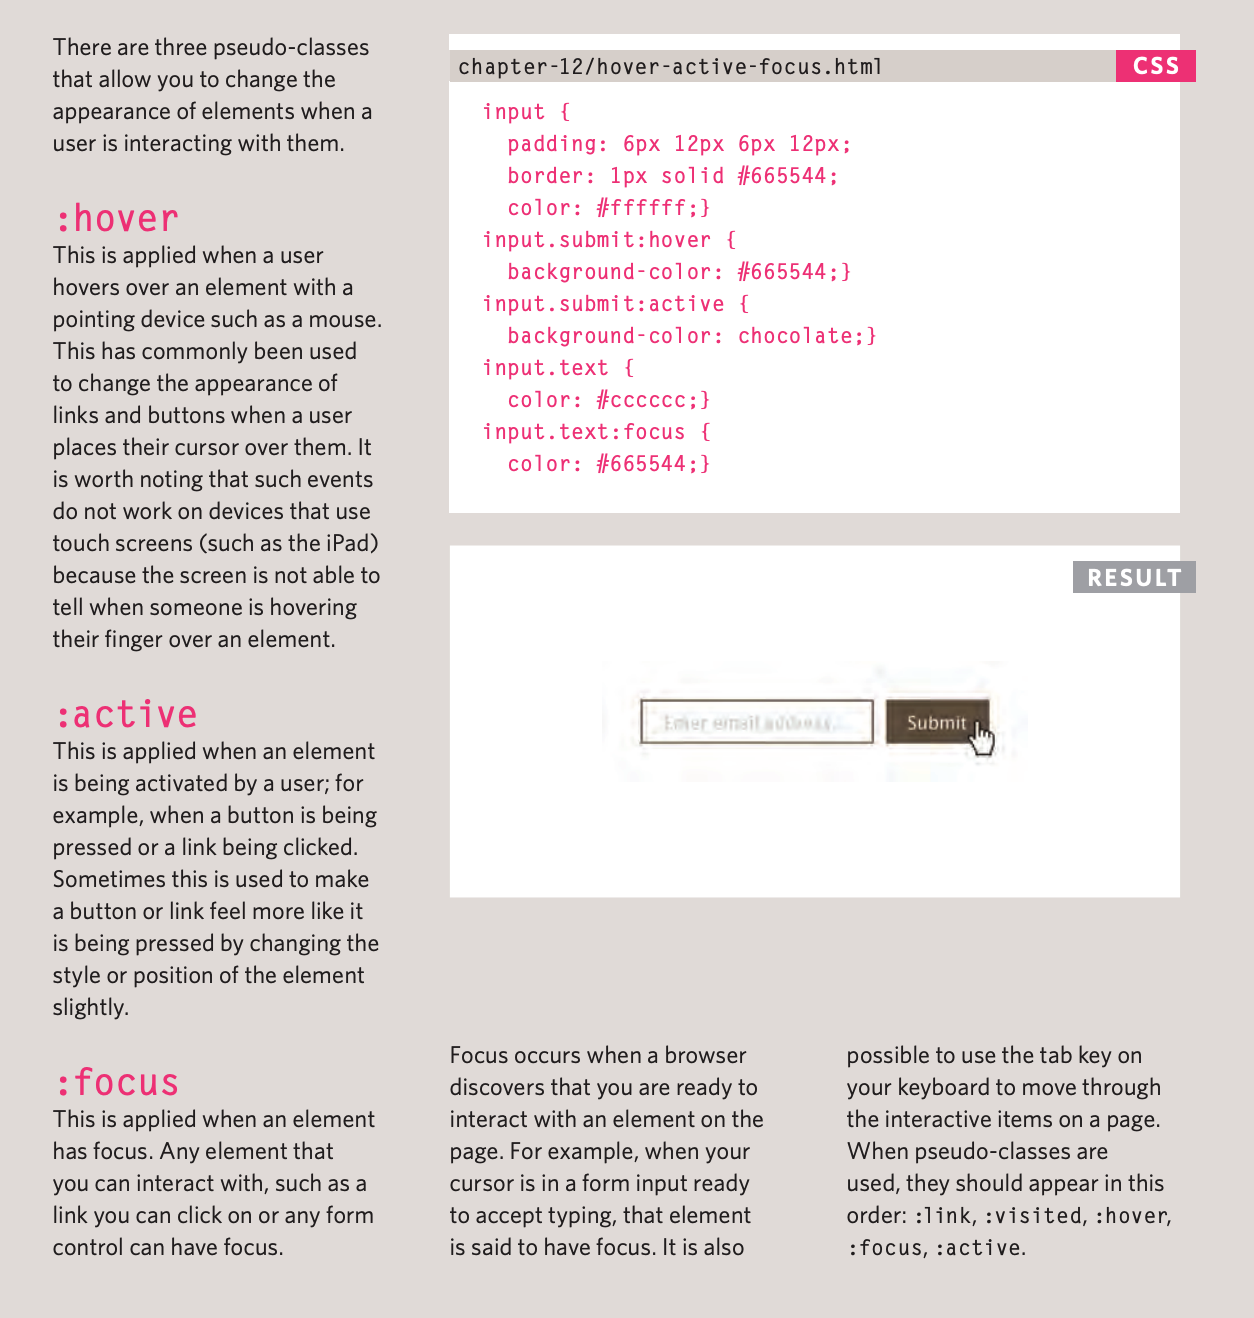 There are three pseudo-classes
that allow you to change the
appearance of elements when a
user is interacting with them.
:hover
This is applied when a user
hovers over an element with a
pointing device such as a mouse.
This has commonly been used
to change the appearance of
links and buttons when a user
places their cursor over them. It
is worth noting that such events
do not work on devices that use
touch screens (such as the iPad)
because the screen is not able to
tell when someone is hovering
their finger over an element.
:active
This is applied when an element
is being activated by a user; for
example, when a button is being
pressed or a link being clicked.
Sometimes this is used to make
a button or link feel more like it
is being pressed by changing the
style or position of the element
slightly.
:focus
This is applied when an element
has focus. Any element that
you can interact with, such as a
link you can click on or any form
control can have focus.
chapter-12/hover-active-focus.html
CSS
input {
padding: 6px 12px 6px 12px;
border: 1px solid #665544;
color: #ffffff;}
input.submit:hover {
background-color: #665544;}
input.submit:active {
background-color: chocolate;}
input.text {
color: #cccccc;}
input.text:focus {
color: #665544;}
RESULT
Enter email address...
Submit
Focus occurs when a browser
discovers that you are ready to
interact with an element on the
page. For example, when your
cursor is in a form input ready
to accept typing, that element
is said to have focus. It is also
possible to use the tab key on
your keyboard to move through
the interactive items on a page.
When pseudo-classes are
used, they should appear in this
order: :link, :visited, :hover,
:focus, :active.